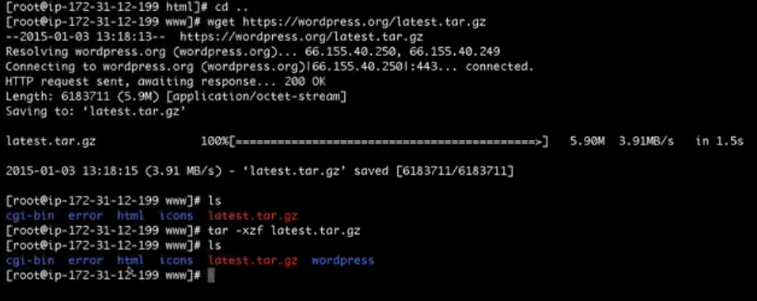 [root@ip-172-31-12-199 html]# cd ..
[root@ip-172-31-12-199 www]# wget https://wordpress.org/latest.tar.gz
--2015-01-03 13:18:13--  https://wordpress.org/latest.tar.gz
Resolving wordpress.org (wordpress.org)... 66.155.40.250, 66.155.40.249
Connecting to wordpress.org (wordpress.org)|66.155.40.250|:443... connected.
HTTP request sent, awaiting response... 200 OK
Length: 6183711 (5.9M) [application/octet-stream]
Saving to: ‘latest.tar.gz’
latest.tar.gz 100%[===========================================>] 5.90M 3.91MB/s in 1.5s
2015-01-03 13:18:15 (3.91 MB/s) - ‘latest.tar.gz’ saved [6183711/6183711]
[root@ip-172-31-12-199 www]# ls
cgi-bin error html icons latest.tar.gz
[root@ip-172-31-12-199 www]# tar -xzf latest.tar.gz
[root@ip-172-31-12-199 www]# ls
cgi-bin error html icons latest.tar.gz wordpress
[root@ip-172-31-12-199 www]#